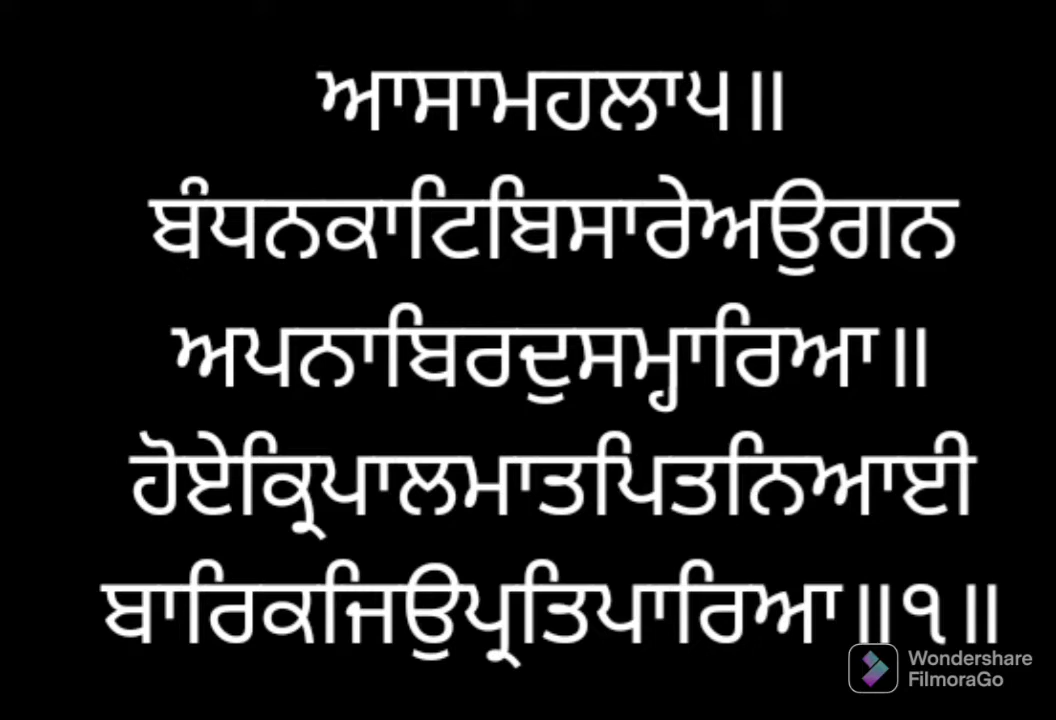 ਆਸਾਮਹਲਾ੫॥
ਬੰਧਨਕਾਟਿਬਿਸਾਰੇਅਉਗਨ
ਅਪਨਾਬਿਰਦੁਸਮ੍ਹਾਰਿਆ॥
ਹੋਏਕ੍ਰਿਪਾਲਮਾਤਪਿਤਨਿਆਈ
ਬਾਰਿਕਜਿਉਪ੍ਰਤਿਪਾਰਿਆ॥੧॥
Wondershare
FilmoraGo